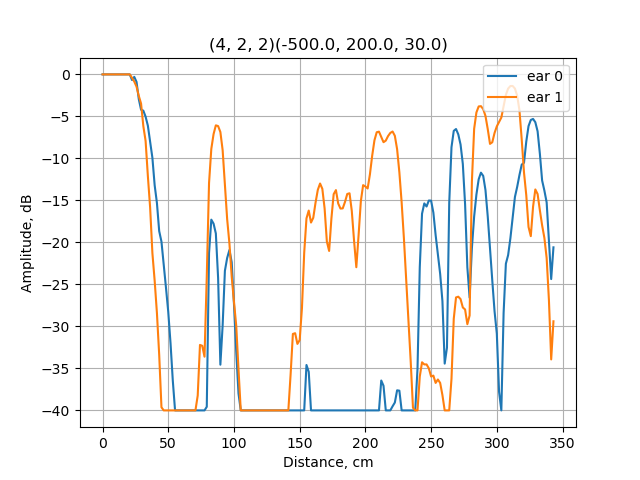 (4, 2, 2)(-500.0, 200.0, 30.0)
ear 0
ear 1
Amplitude, dB
0
−5
−10
−15
−20
−25
−30
−35
−40
0 50 100 150 200 250 300 350
Distance, cm